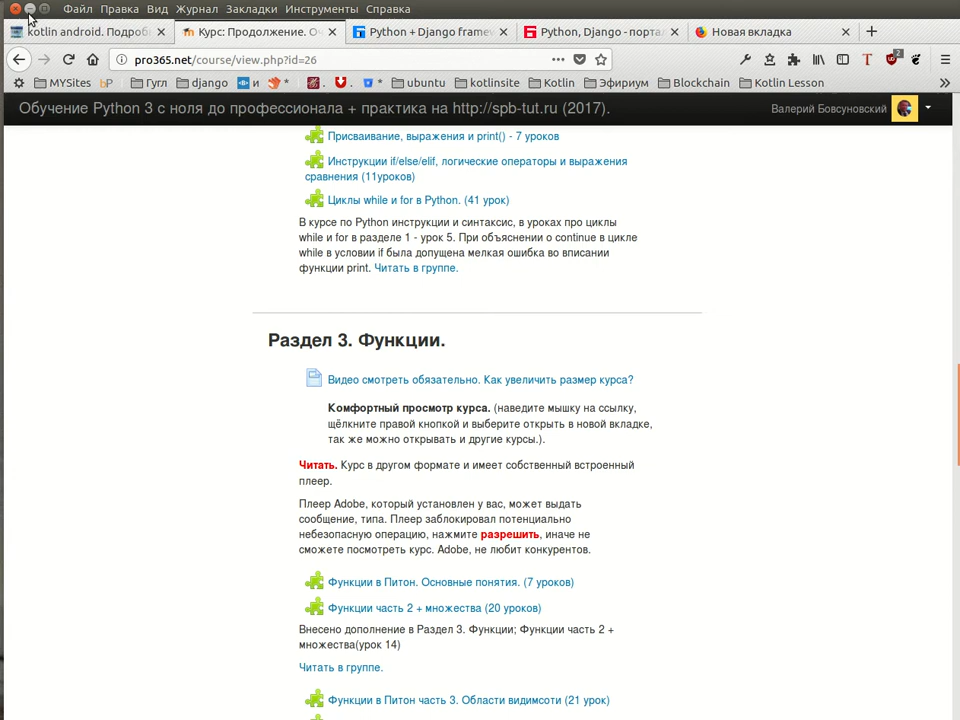 Файл Правка Вид Журнал Закладки Инструменты Справка
kotlin android. Подроб
Курс: Продолжение. О
Python + Django framew
Python, Django - портал
Новая вкладка
pro365.net/course/view.php?id=26
2
MYSites
Гугл
django
и
ubuntu
kotlinsite
Kotlin
Эфириум
Blockchain
Kotlin Lesson
Обучение Python 3 с ноля до профессионала + практика на http://spb-tut.ru (2017).
Валерий Бовсуновский
Присваивание, выражения и print() - 7 уроков
Инструкции if/else/elif, логические операторы и выражения
сравнения (11уроков)
Циклы while и for в Python. (41 урок)
В курсе по Python инструкции и синтаксис, в уроках про циклы
while и for в разделе 1 - урок 5. При объяснении о continue в цикле
while в условии if была допущена мелкая ошибка во вписании
функции print. Читать в группе.
Раздел 3. Функции.
Видео смотреть обязательно. Как увеличить размер курса?
Комфортный просмотр курса. (наведите мышку на ссылку,
щёлкните правой кнопкой и выберите открыть в новой вкладке,
так же можно открывать и другие курсы.).
Читать. Курс в другом формате и имеет собственный встроенный
плеер.
Плеер Adobe, который установлен у вас, может выдать
сообщение, типа. Плеер заблокировал потенциально
небезопасную операцию, нажмите разрешить, иначе не
сможете посмотреть курс. Adobe, не любит конкурентов.
Функции в Питон. Основные понятия. (7 уроков)
Функции часть 2 + множества (20 уроков)
Внесено дополнение в Раздел 3. Функции; Функции часть 2 +
множества(урок 14)
Читать в группе.
Функции в Питон часть 3. Области видимсоти (21 урок)